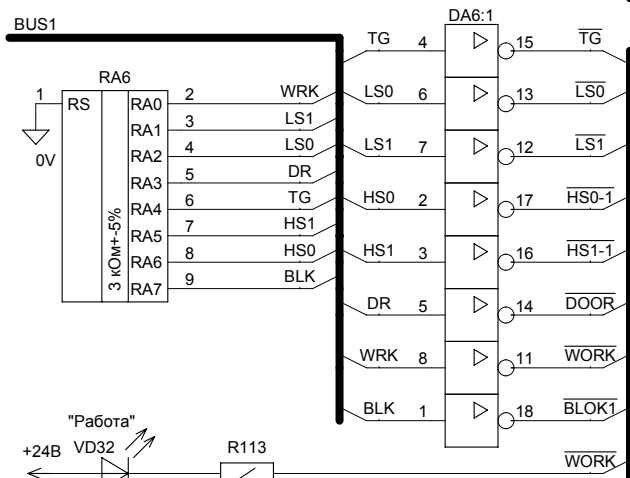 BUS1
DA6:1
TG 4 15 TG
RA6
1 RS RA0 2 WRK LS0 6 13 LS0
RA1 3 LS1
0V RA2 4 LS0 LS1 7 12 LS1
RA3 5 DR
RA4 6 TG HS0 2 17 HS0-1
RA5 7 HS1
RA6 8 HS0 HS1 3 16 HS1-1
RA7 9 BLK
3 кОм+-5%
DR 5 14 DOOR
WRK 8 11 WORK
BLK 1 18 BLOK1
"Работа"
+24В VD32 R113 WORK